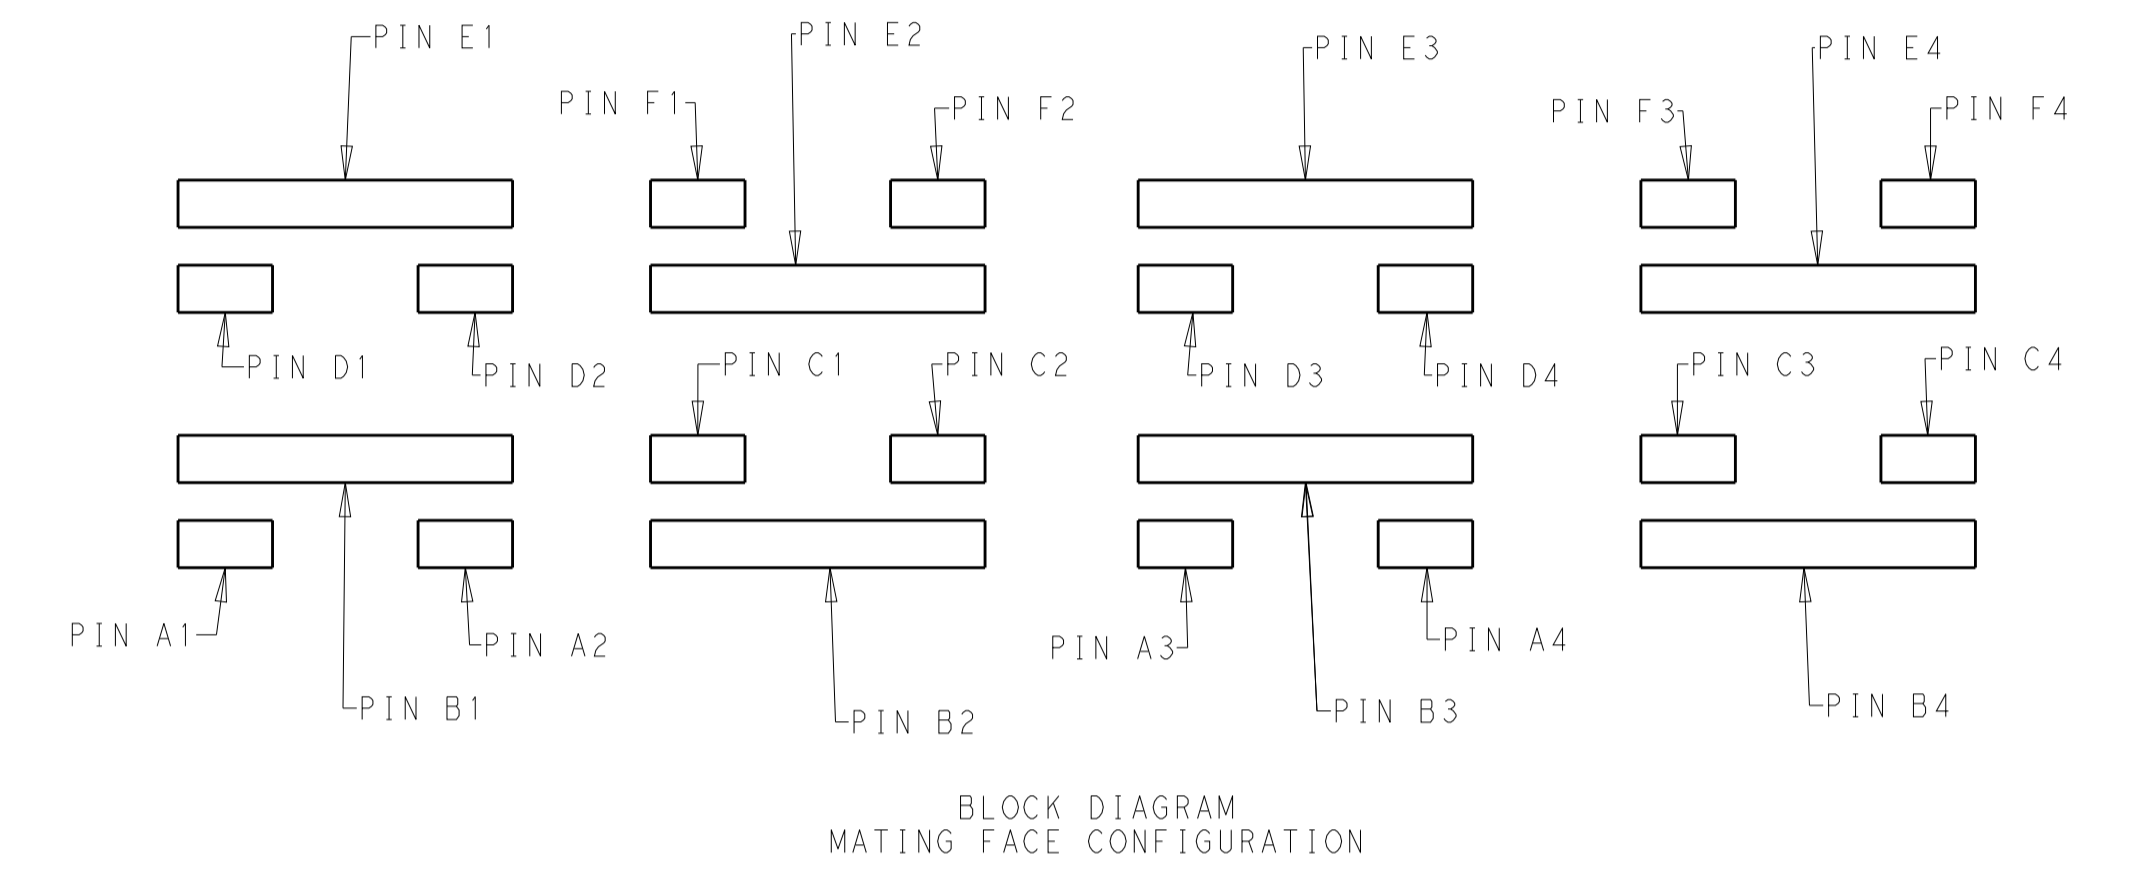 PIN E1
PIN E2
PIN E3
PIN E4
PIN F1
PIN F2
PIN F3
PIN F4
PIN D1
PIN D2
PIN C1
PIN C2
PIN D3
PIN D4
PIN C3
PIN C4
PIN A1
PIN A2
PIN A3
PIN A4
PIN B1
PIN B2
PIN B3
PIN B4
BLOCK DIAGRAM
MATING FACE CONFIGURATION